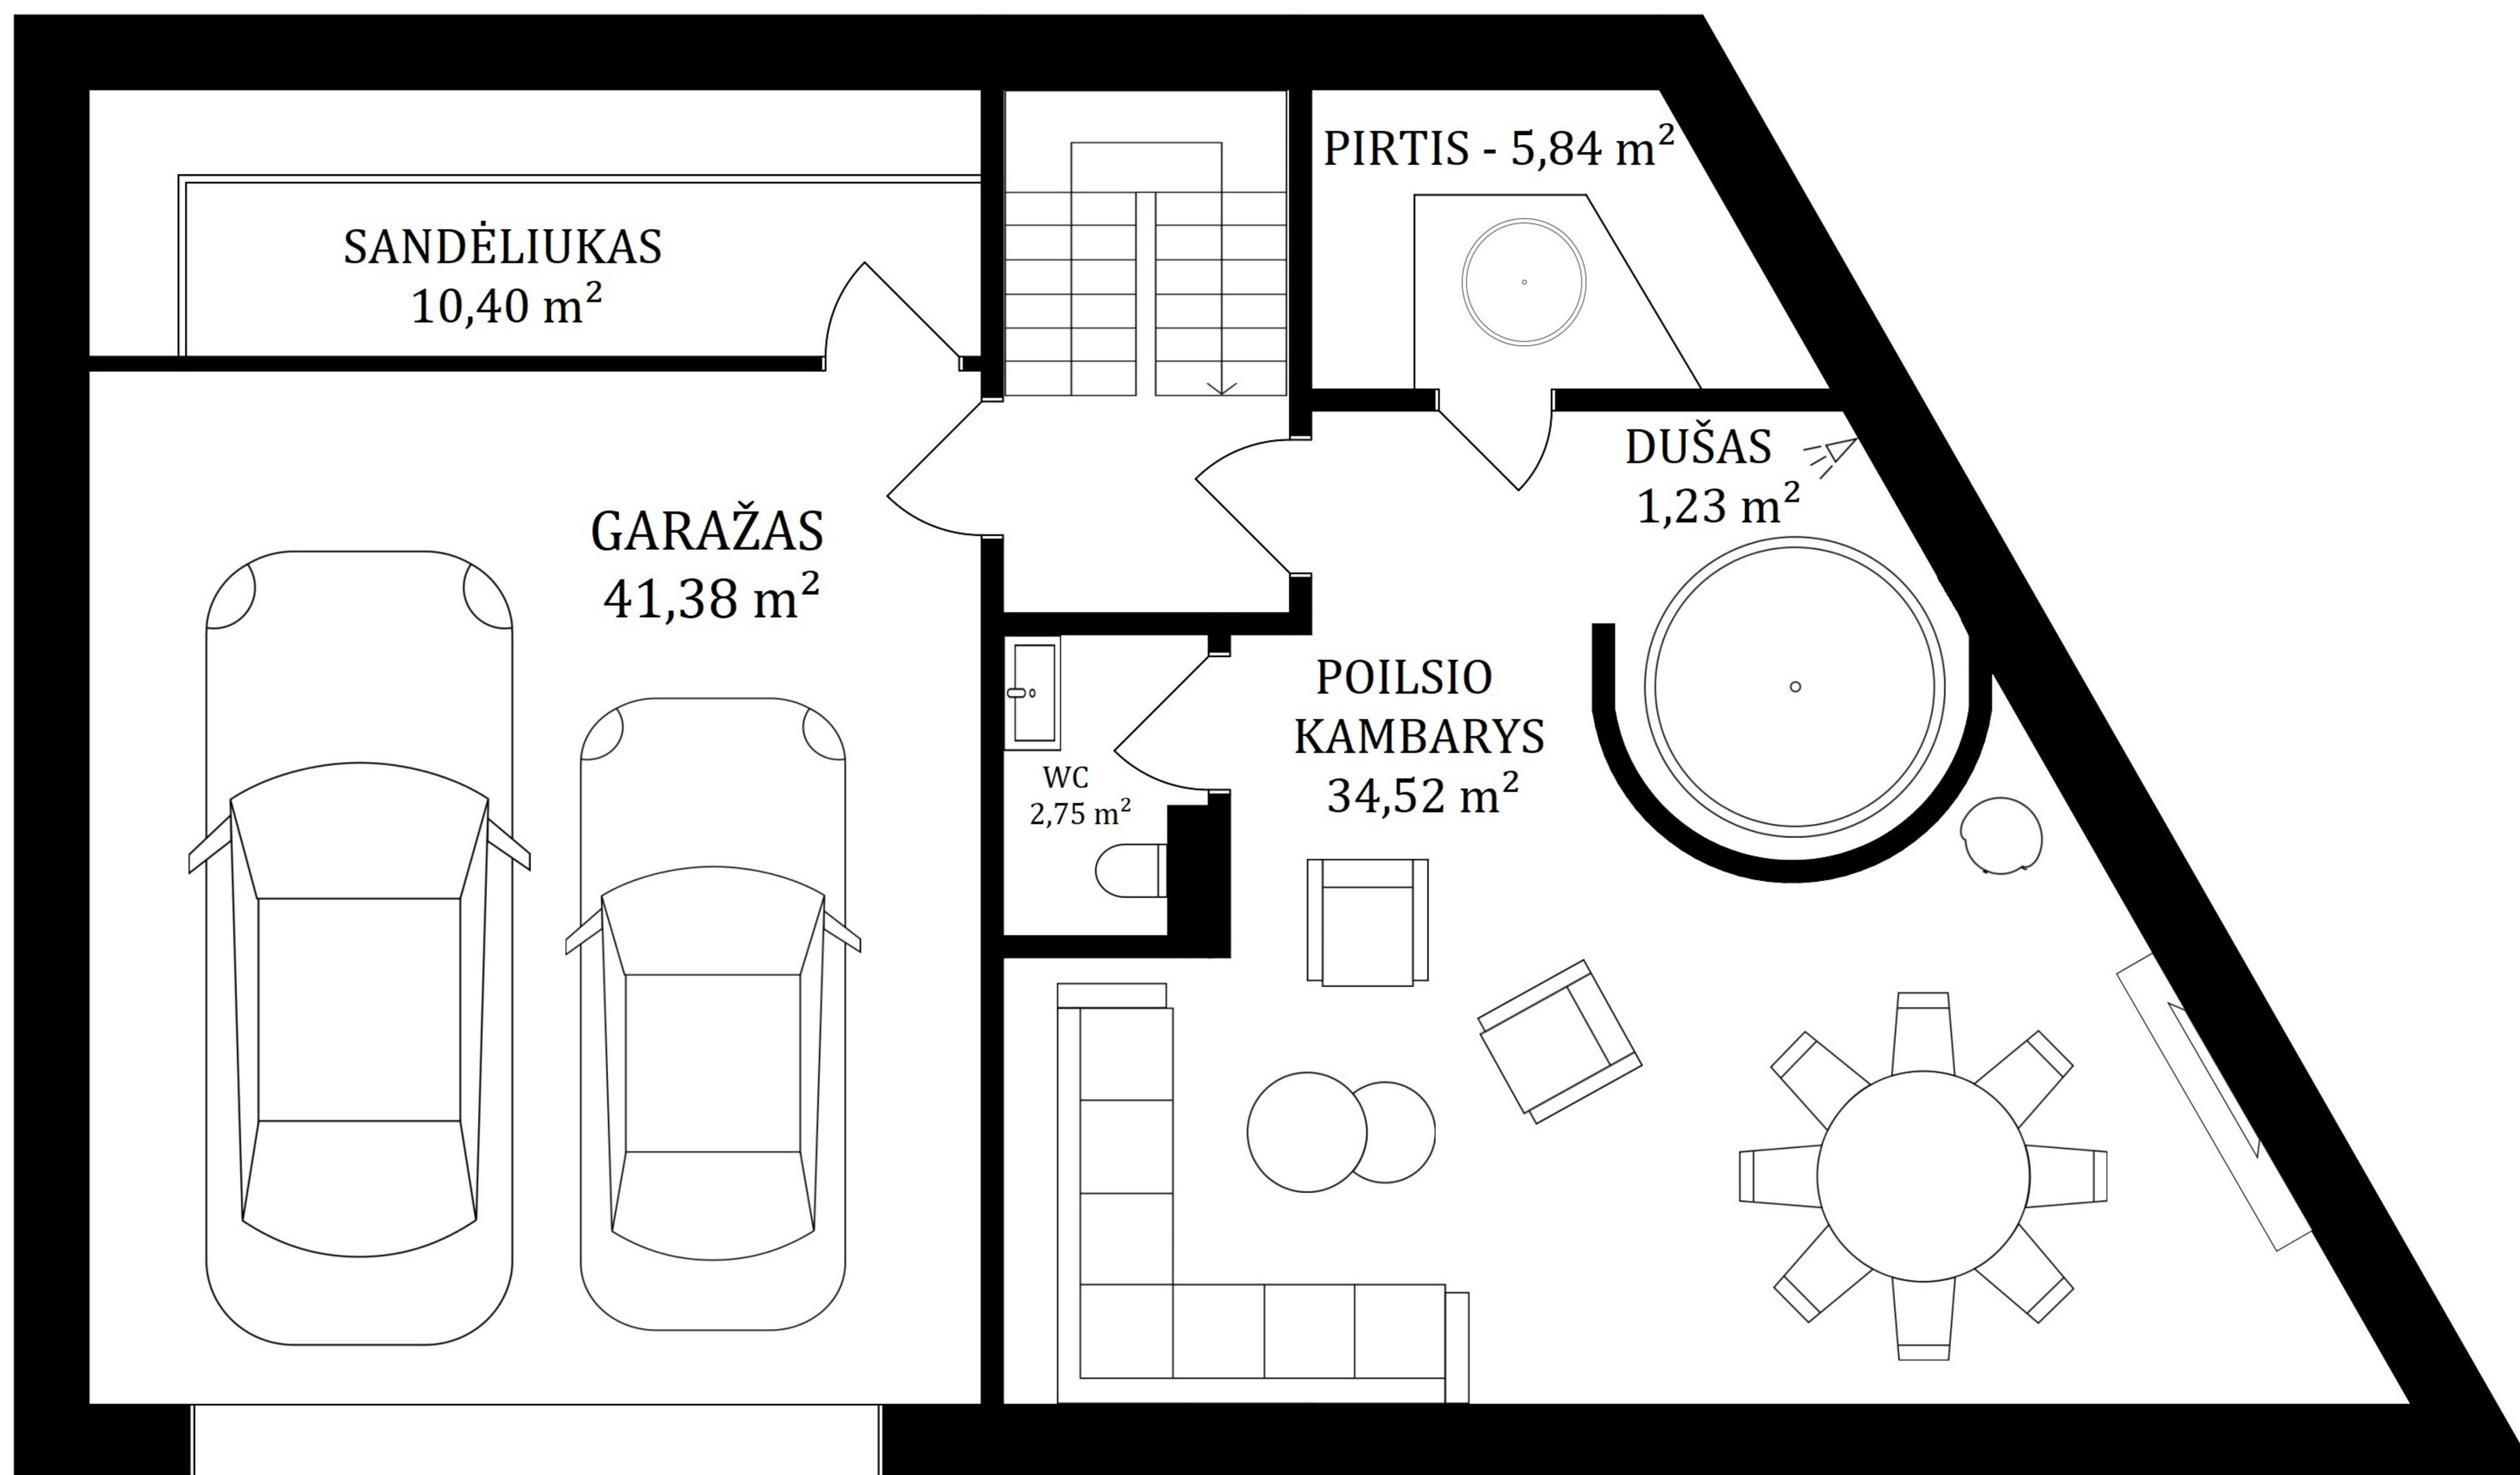 PIRTIS - 5,84 m²
SANDĖLIUKAS
10,40 m²
DUŠAS
1,23 m²
GARAŽAS
41,38 m²
POILSIO
KAMBARYS
34,52 m²
WC
2,75 m²